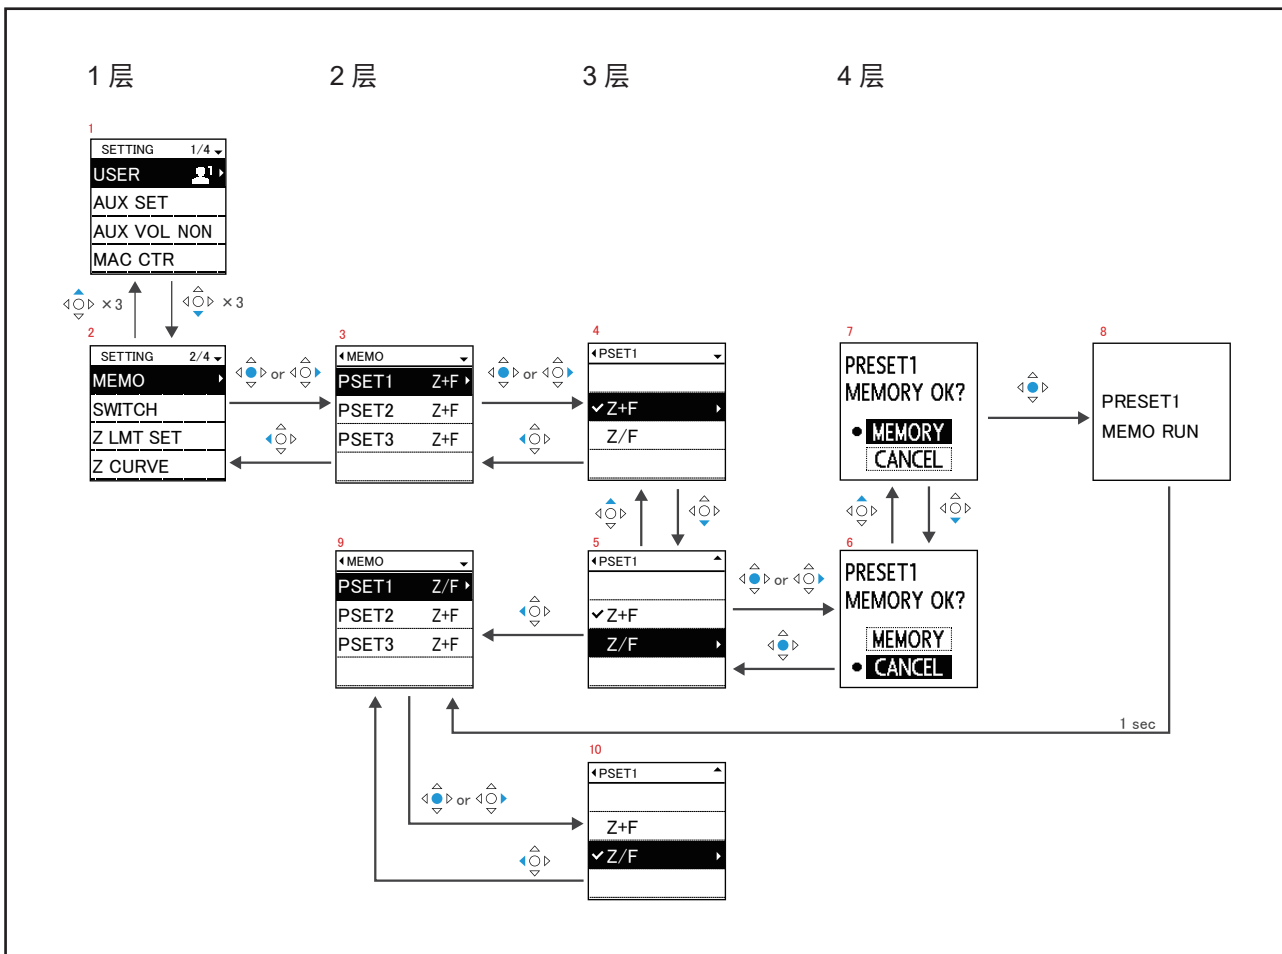 1 层
2 层
3 层
4 层
1
SETTING 1/4
USER 1
AUX SET
AUX VOL NON
MAC CTR
×3
×3
2
SETTING 2/4
MEMO
SWITCH
Z LMT SET
Z CURVE
or
3
MEMO
PSET1 Z+F
PSET2 Z+F
PSET3 Z+F
or
4
PSET1
Z+F
Z/F
7
PRESET1
MEMORY OK?
MEMORY
CANCEL
8
PRESET1
MEMO RUN
9
MEMO
PSET1 Z/F
PSET2 Z+F
PSET3 Z+F
5
PSET1
Z+F
Z/F
or
6
PRESET1
MEMORY OK?
MEMORY
CANCEL
1 sec
or
10
PSET1
Z+F
Z/F